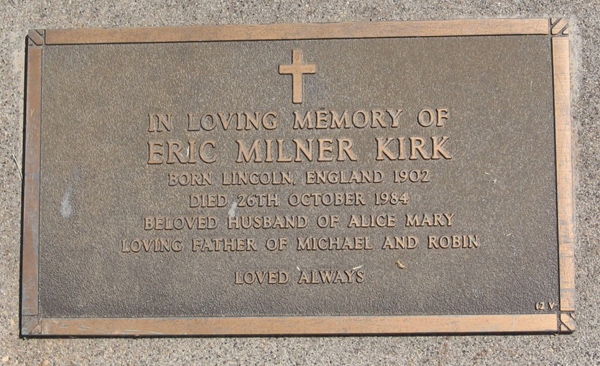 IN LOVING MEMORY OF
ERIC MILNER KIRK
BORN LINCOLN, ENGLAND 1902
DIED 26TH OCTOBER 1984
BELOVED HUSBAND OF ALICE MARY
LOVING FATHER OF MICHAEL AND ROBIN
LOVED ALWAYS